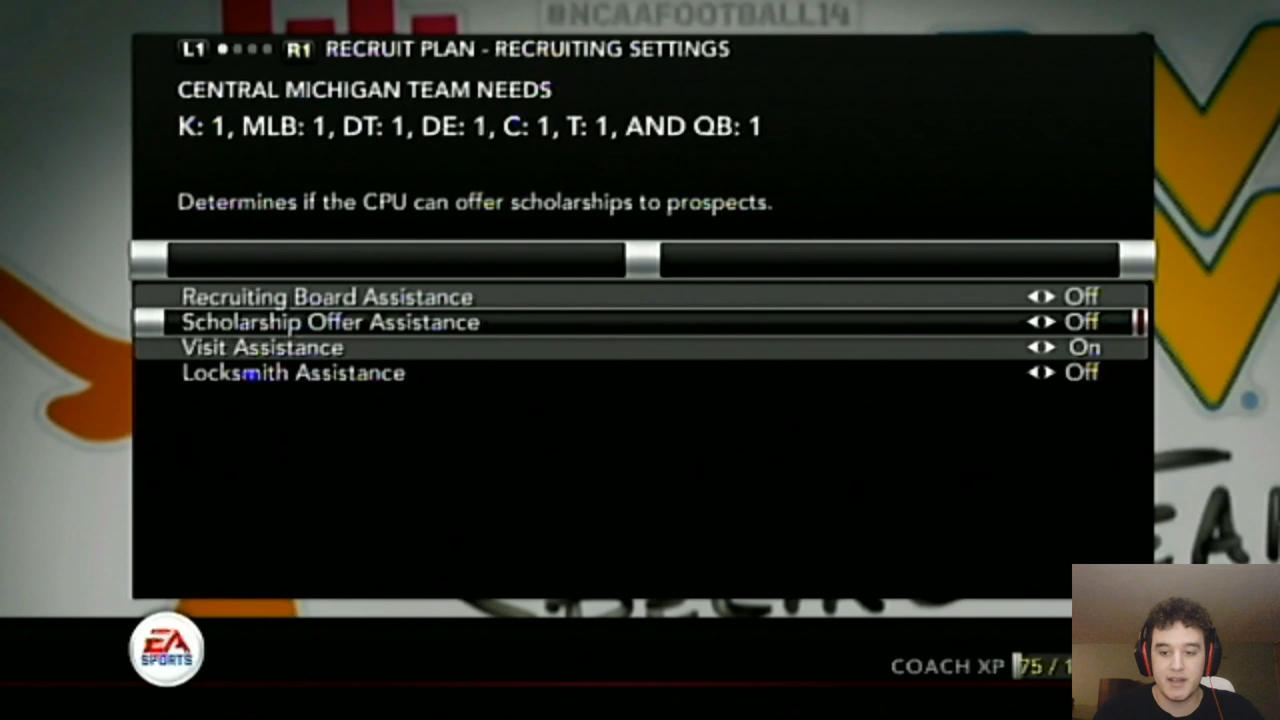 #NCAAFOOTBALL14
L1 R1 RECRUIT PLAN - RECRUITING SETTINGS
CENTRAL MICHIGAN TEAM NEEDS
K: 1, MLB: 1, DT: 1, DE: 1, C: 1, T: 1, AND QB: 1
Determines if the CPU can offer scholarships to prospects.
Recruiting Board Assistance Off
Scholarship Offer Assistance Off
Visit Assistance On
Locksmith Assistance Off
EA SPORTS
COACH XP 75 / 1